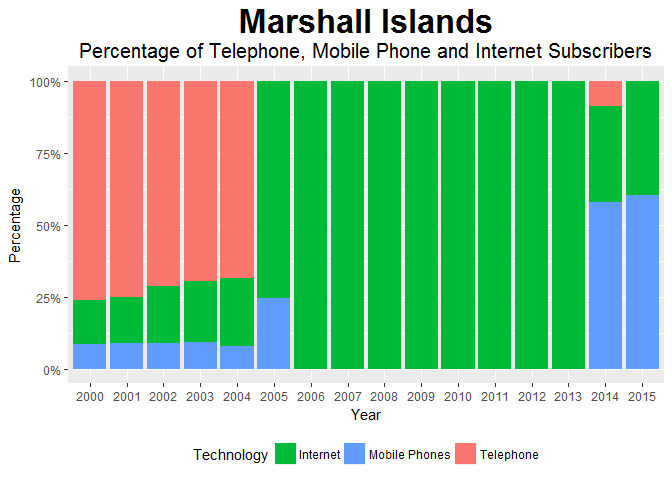 Marshall Islands
Percentage of Telephone, Mobile Phone and Internet Subscribers
Percentage
100%
75%
50%
25%
0%
2000 2001 2002 2003 2004 2005 2006 2007 2008 2009 2010 2011 2012 2013 2014 2015
Year
Technology Internet Mobile Phones Telephone